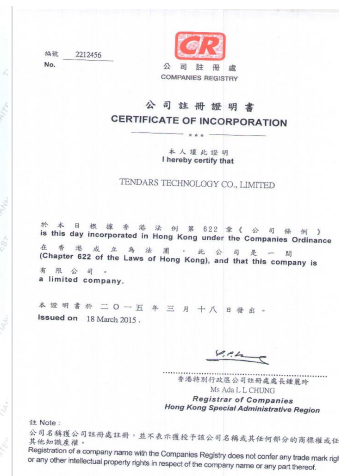 編號 2212456
No.
CR
公司註冊處
COMPANIES REGISTRY
公司註冊證明書
CERTIFICATE OF INCORPORATION
***
本人謹此證明
I hereby certify that
TENDARS TECHNOLOGY CO., LIMITED
於本日根據香港法例第622章《公司條例》
is this day incorporated in Hong Kong under the Companies Ordinance
在香港成立為法團，此公司是一間
(Chapter 622 of the Laws of Hong Kong), and that this company is
有限公司。
a limited company.
本證明書於二〇一五年三月十八日發出。
Issued on 18 March 2015.
香港特別行政區公司註冊處處長鍾麗玲
Ms Ada L L CHUNG
Registrar of Companies
Hong Kong Special Administrative Region
註 Note:
公司名稱獲公司註冊處註冊，並不表示獲授予該公司名稱或其任何部分的商標權或任
其他知識產權。
Registration of a company name with the Companies Registry does not confer any trade mark righ
or any other intellectual property rights in respect of the company name or any part thereof.